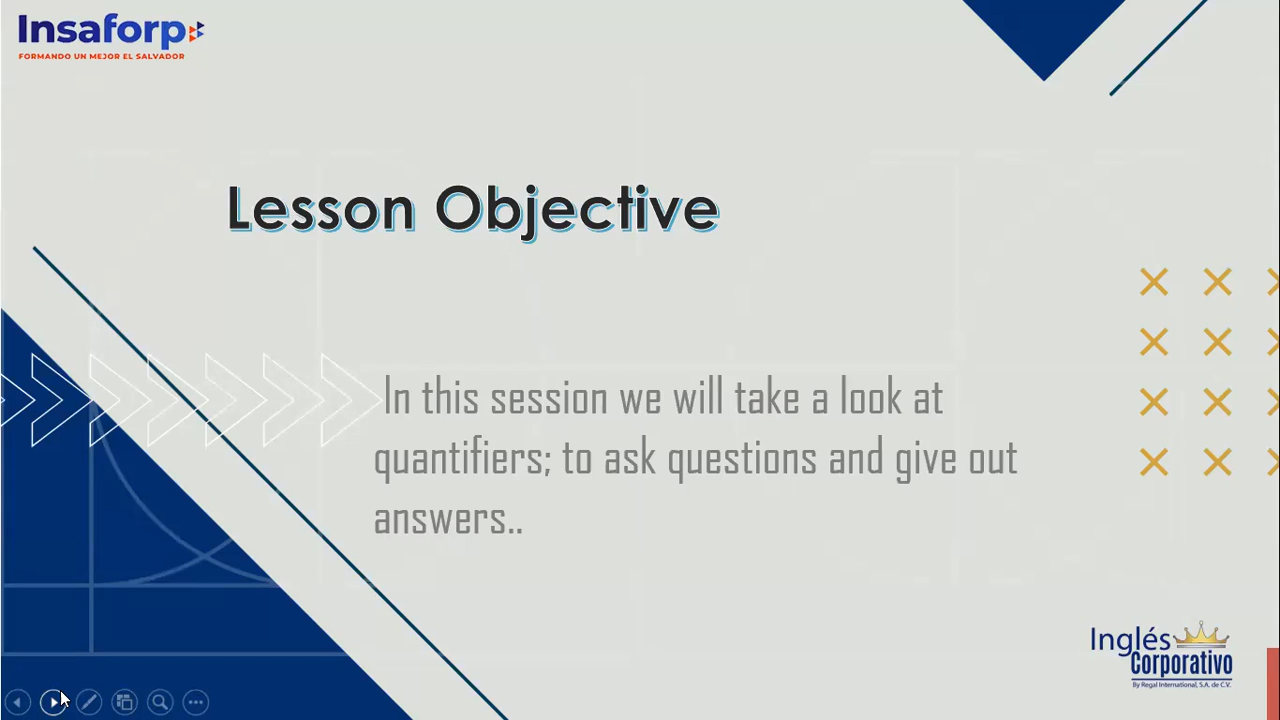 Insaforp
FORMANDO UN MEJOR EL SALVADOR
Lesson Objective
In this session we will take a look at
quantifiers; to ask questions and give out
answers..
Inglés
Corporativo
By Regal International, S.A. de C.V.